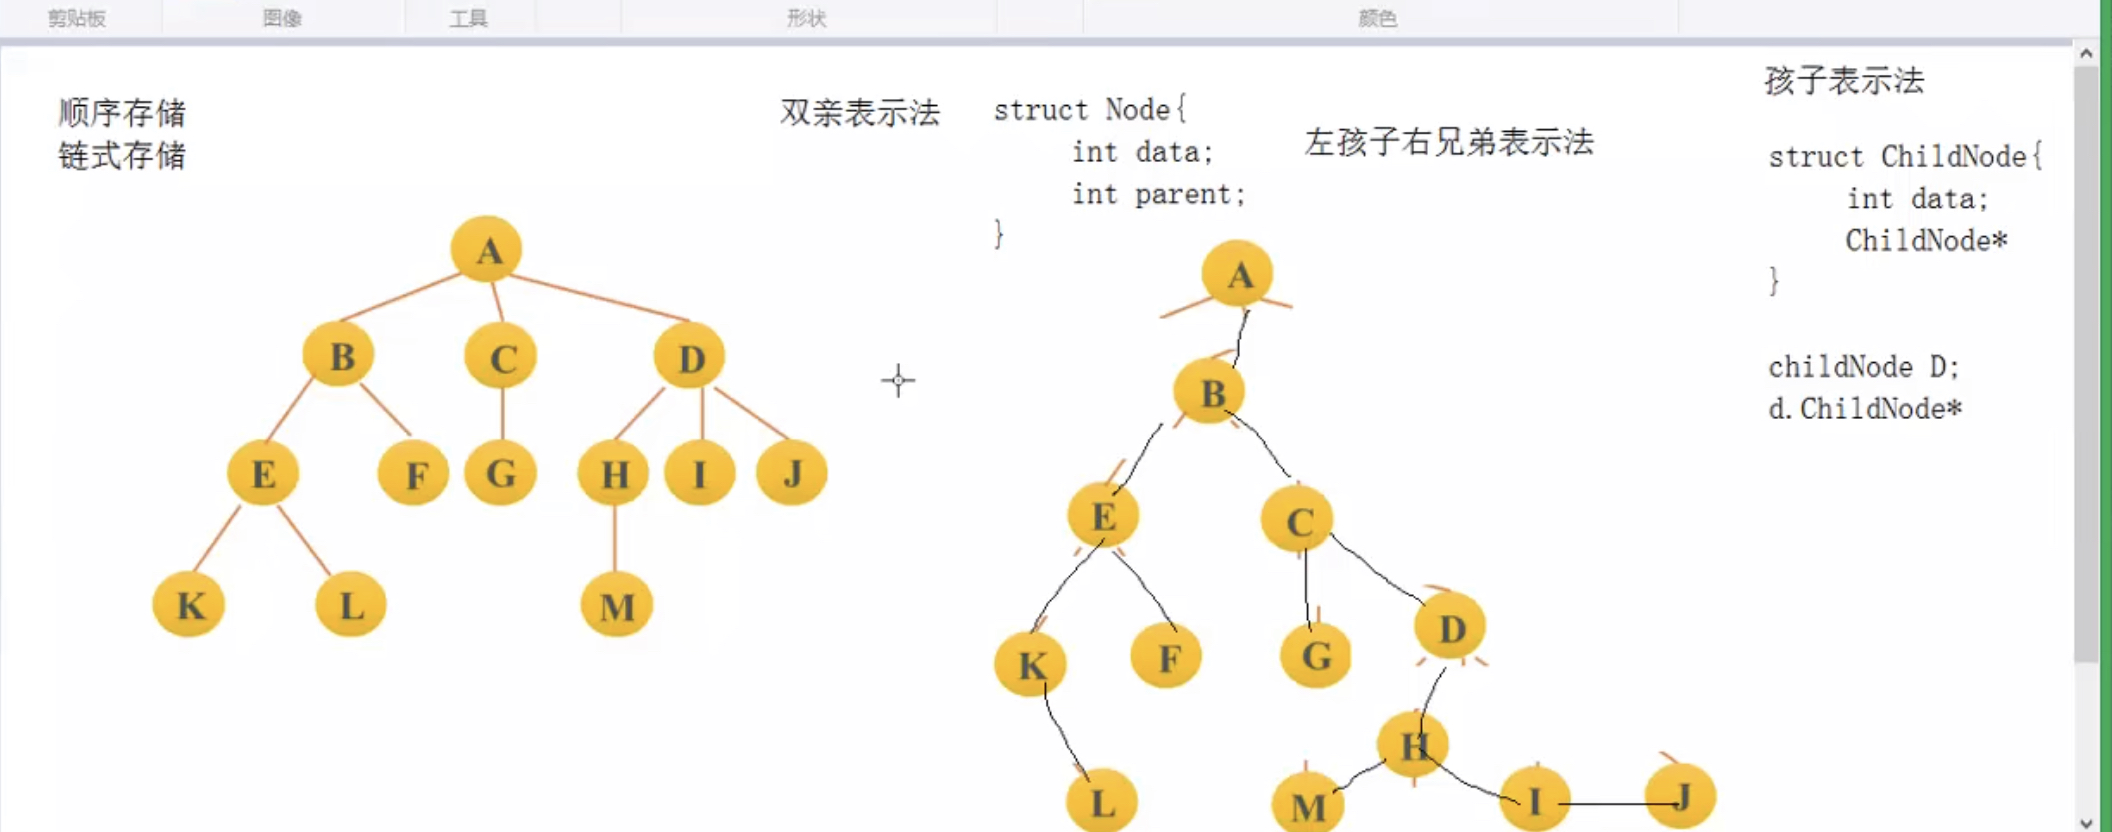 剪贴板 图像 工具 形状 颜色
顺序存储
链式存储
双亲表示法
struct Node{
int data;
int parent;
}
左孩子右兄弟表示法
孩子表示法
struct ChildNode{
int data;
ChildNode*
}
childNode D;
d.ChildNode*
A
B C D
E F G H I J
K L M
A
B
E C
K F G D
H
L M I J